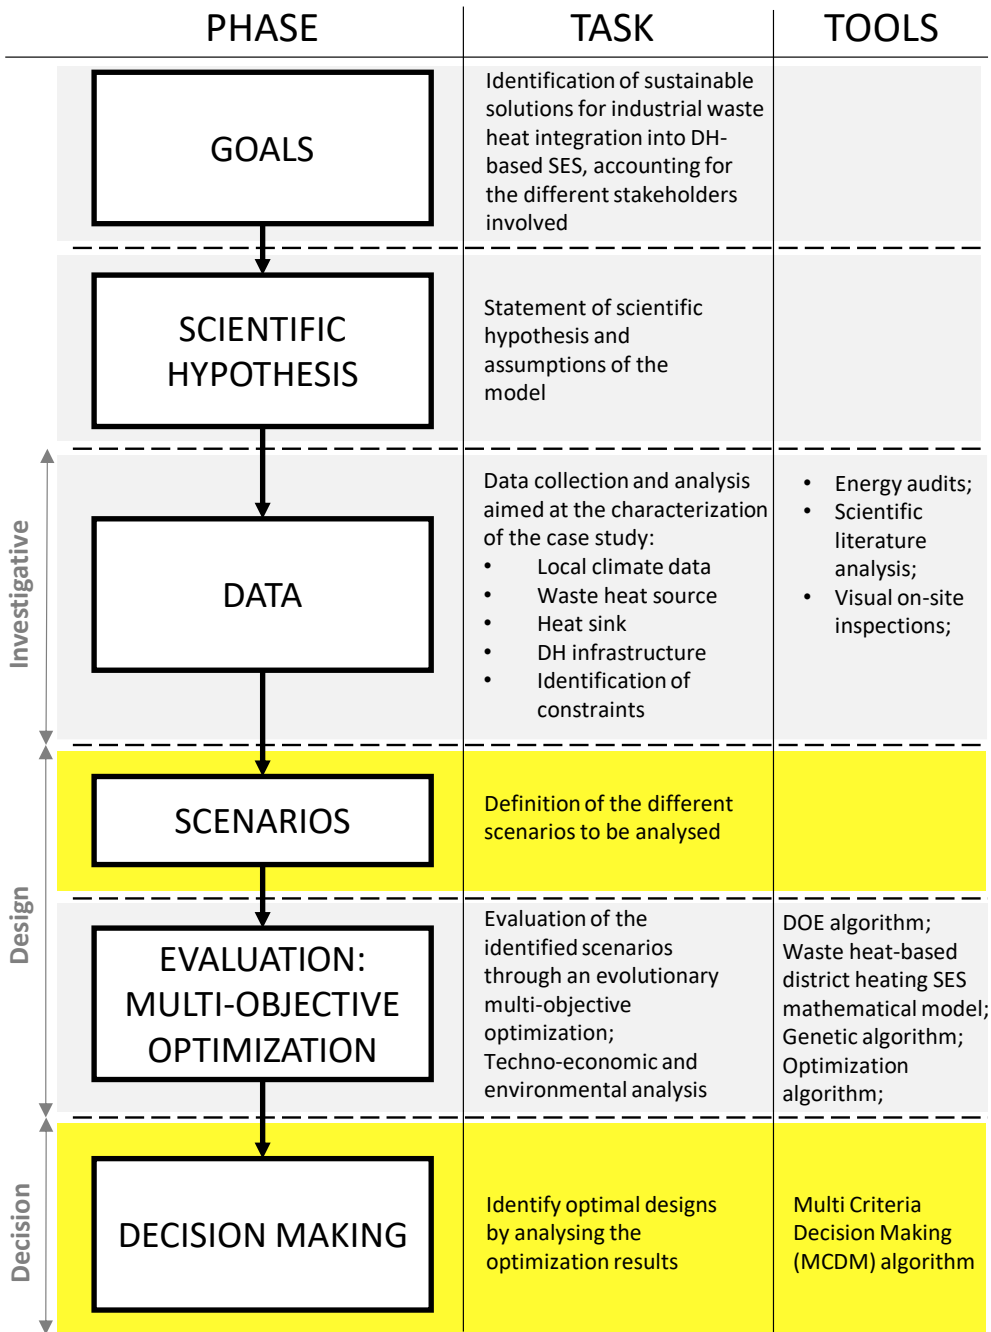 PHASE
TASK
TOOLS
GOALS
Identification of sustainable
solutions for industrial waste
heat integration into DH-
based SES, accounting for
the different stakeholders
involved
SCIENTIFIC
HYPOTHESIS
Statement of scientific
hypothesis and
assumptions of the
model
Investigative
DATA
Data collection and analysis
aimed at the characterization
of the case study:
• Local climate data
• Waste heat source
• Heat sink
• DH infrastructure
• Identification of
constraints
• Energy audits;
• Scientific
literature
analysis;
• Visual on-site
inspections;
Design
SCENARIOS
Definition of the different
scenarios to be analysed
EVALUATION:
MULTI-OBJECTIVE
OPTIMIZATION
Evaluation of the
identified scenarios
through an evolutionary
multi-objective
optimization;
Techno-economic and
environmental analysis
DOE algorithm;
Waste heat-based
district heating SES
mathematical model;
Genetic algorithm;
Optimization
algorithm;
Decision
DECISION MAKING
Identify optimal designs
by analysing the
optimization results
Multi Criteria
Decision Making
(MCDM) algorithm